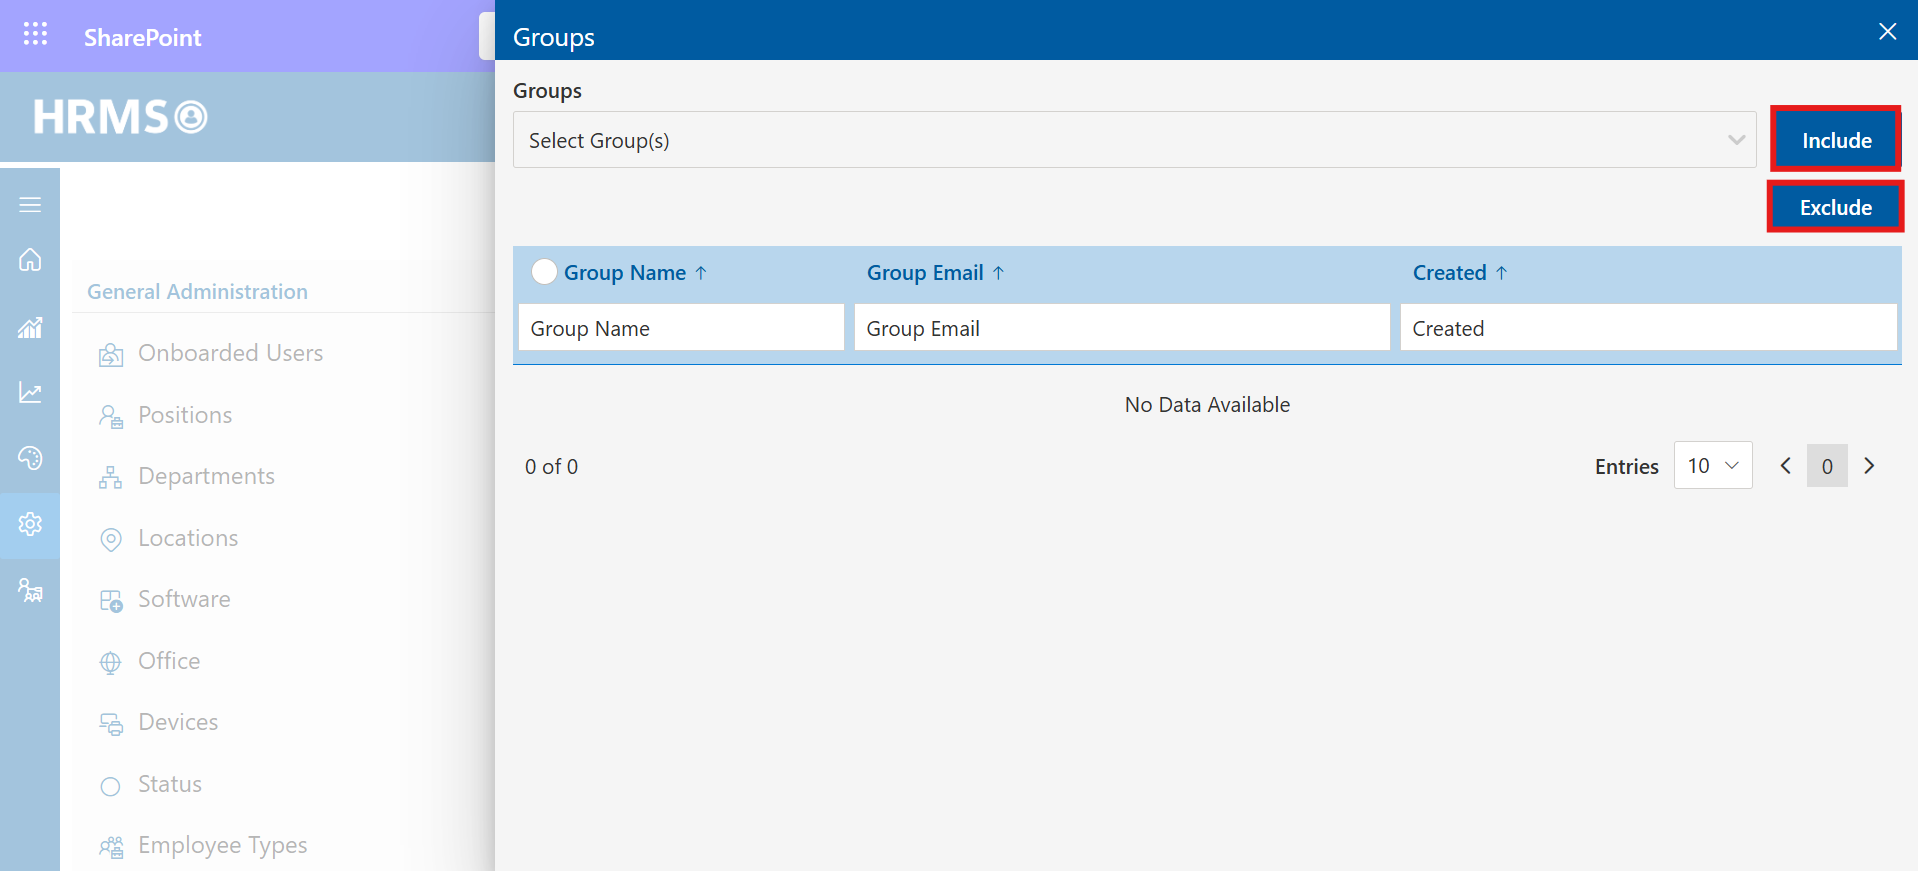 SharePoint
HRMS
General Administration
Onboarded Users
Positions
Departments
Locations
Software
Office
Devices
Status
Employee Types
Groups
Groups
Select Group(s)
Include
Exclude
Group Name ↑ Group Email ↑ Created ↑
Group Name Group Email Created
No Data Available
0 of 0 Entries 10 0